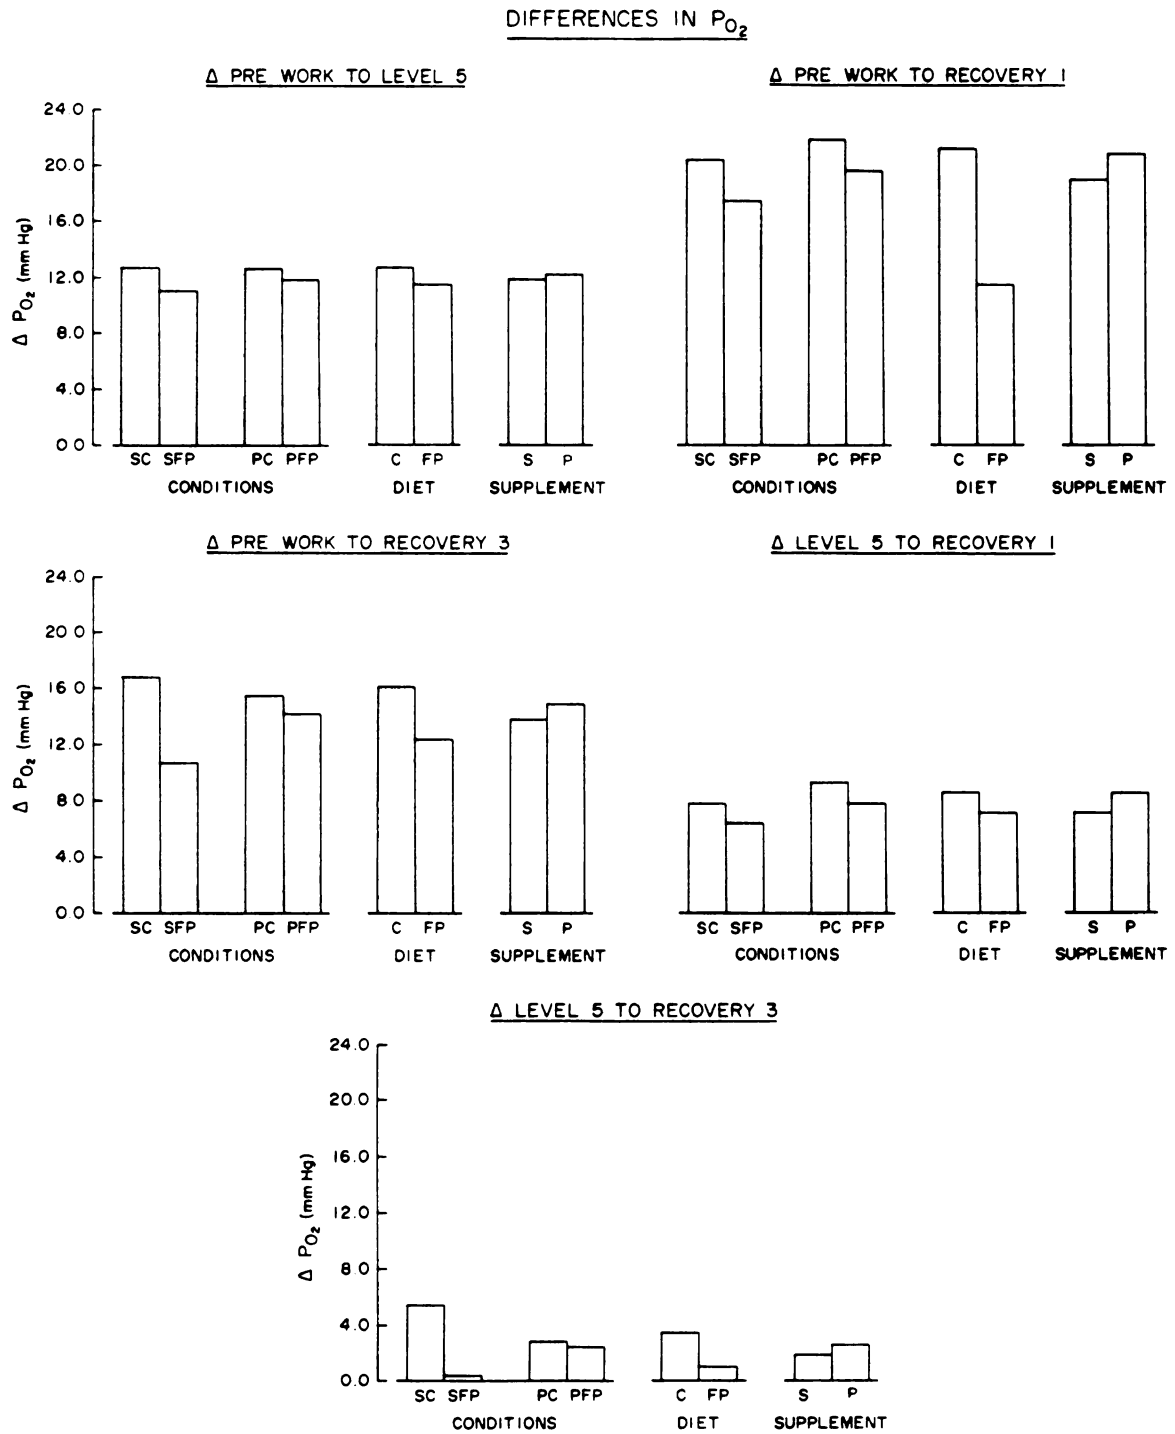 DIFFERENCES IN PO2
Δ PRE WORK TO LEVEL 5
Δ PRE WORK TO RECOVERY 1
24.0
20.0
16.0
12.0
8.0
4.0
0.0
Δ PO2 (mm Hg)
SC SFP PC PFP C FP S P
CONDITIONS DIET SUPPLEMENT
SC SFP PC PFP C FP S P
CONDITIONS DIET SUPPLEMENT
Δ PRE WORK TO RECOVERY 3
Δ LEVEL 5 TO RECOVERY 1
24.0
20.0
16.0
12.0
8.0
4.0
0.0
Δ PO2 (mm Hg)
SC SFP PC PFP C FP S P
CONDITIONS DIET SUPPLEMENT
SC SFP PC PFP C FP S P
CONDITIONS DIET SUPPLEMENT
Δ LEVEL 5 TO RECOVERY 3
24.0
20.0
16.0
12.0
8.0
4.0
0.0
Δ PO2 (mm Hg)
SC SFP PC PFP C FP S P
CONDITIONS DIET SUPPLEMENT